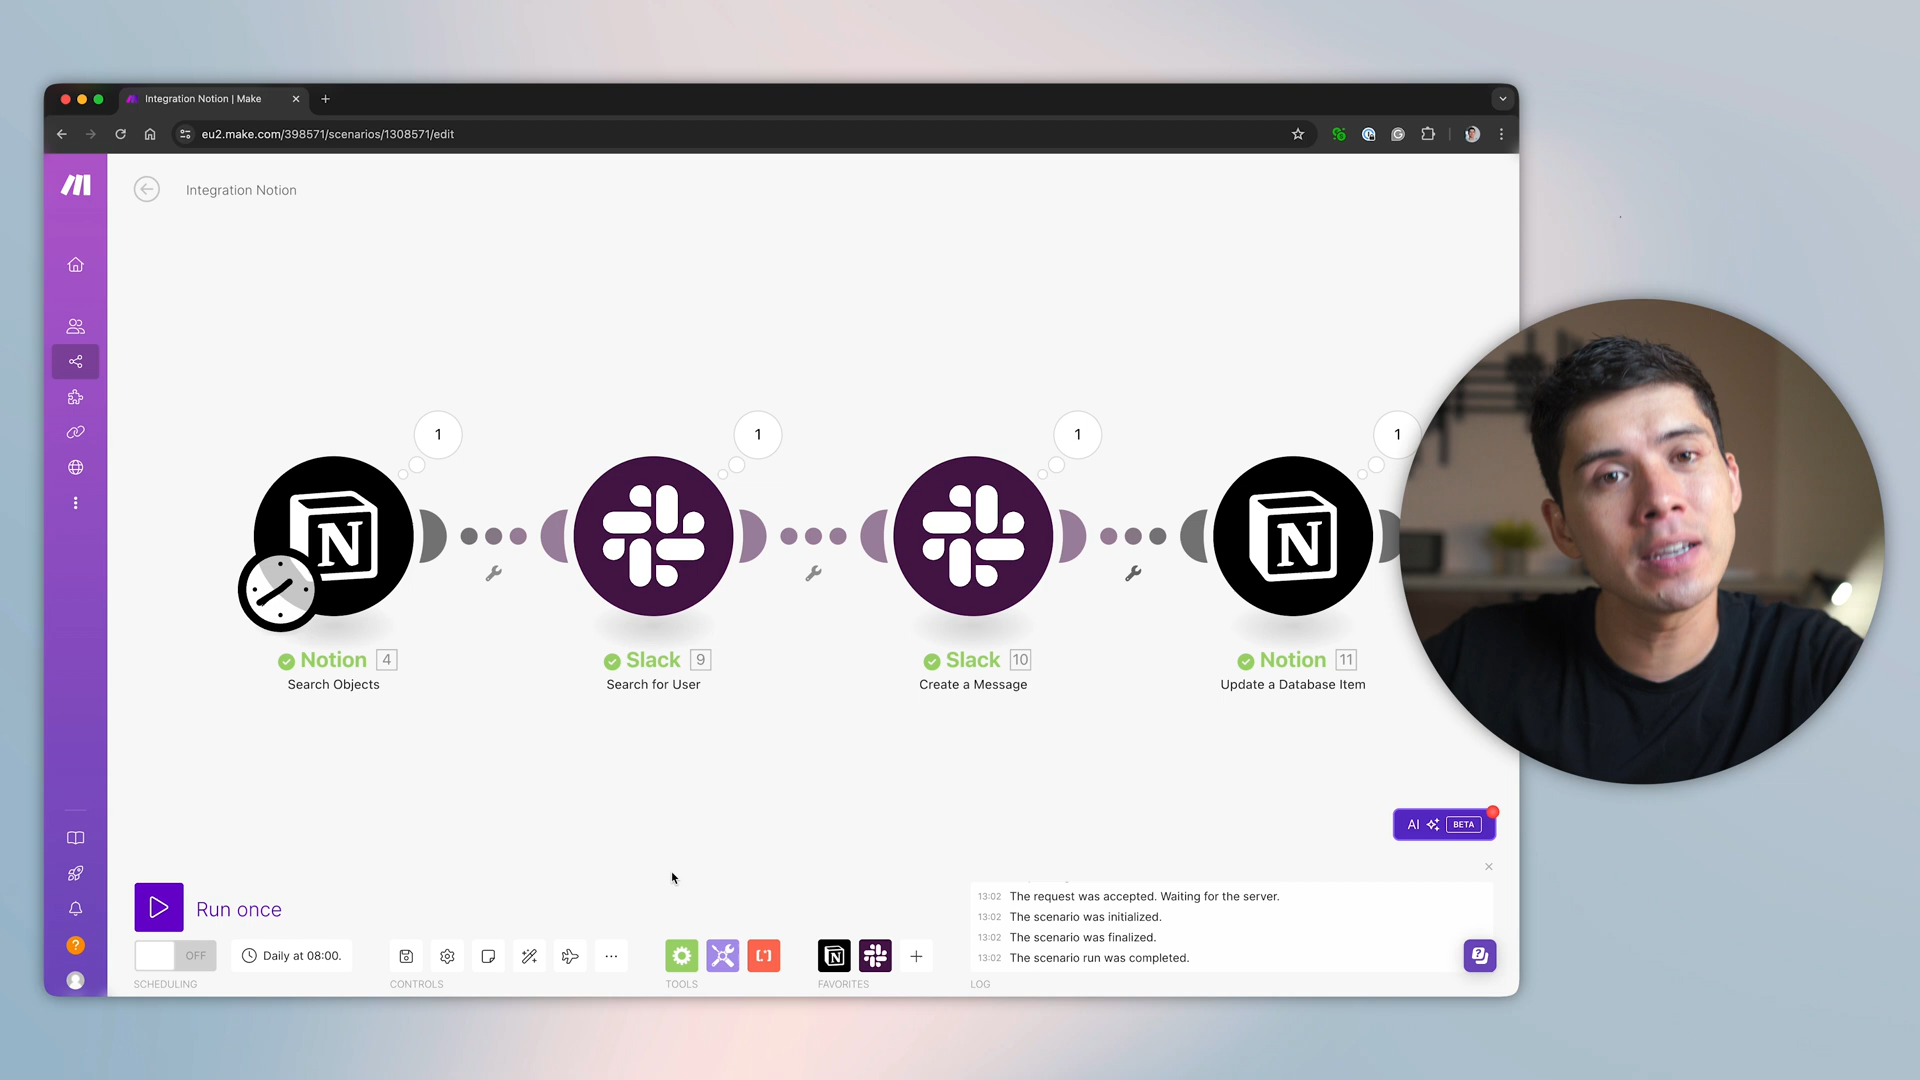 Integration Notion | Make
eu2.make.com/398571/scenarios/1308571/edit
Integration Notion
1
1
1
1
Notion 4
Search Objects
Slack 9
Search for User
Slack 10
Create a Message
Notion 11
Update a Database Item
AI BETA
Run once
OFF
Daily at 08:00.
SCHEDULING
CONTROLS
TOOLS
FAVORITES
13:02 The request was accepted. Waiting for the server.
13:02 The scenario was initialized.
13:02 The scenario was finalized.
13:02 The scenario run was completed.
LOG